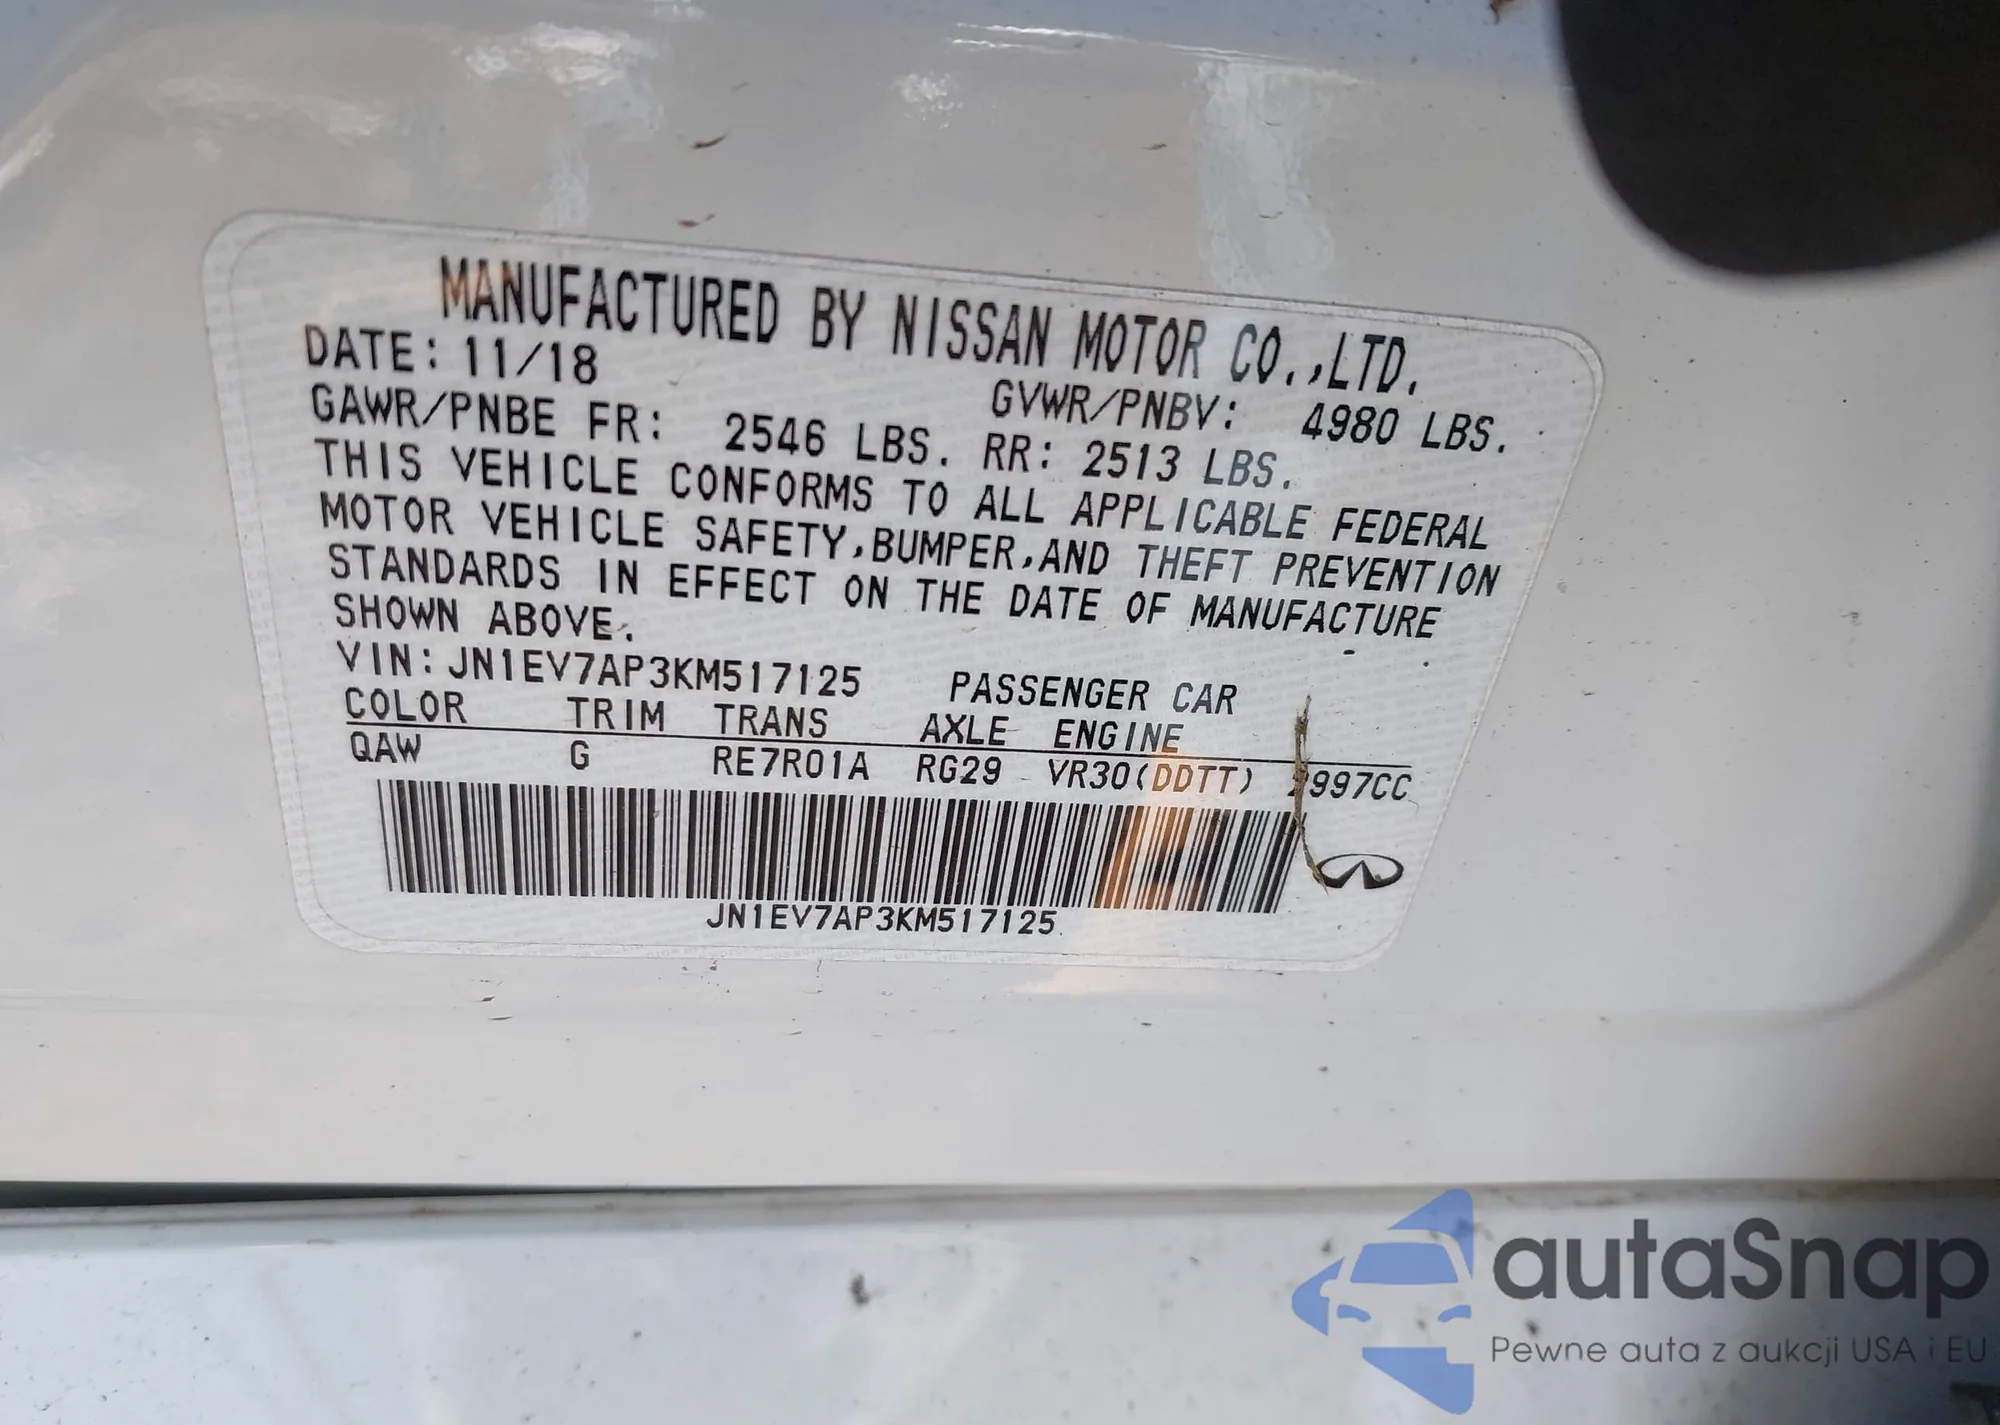 MANUFACTURED BY NISSAN MOTOR CO.,LTD.
DATE: 11/18 GVWR/PNBV: 4980 LBS.
GAWR/PNBE FR: 2546 LBS. RR: 2513 LBS.
THIS VEHICLE CONFORMS TO ALL APPLICABLE FEDERAL
MOTOR VEHICLE SAFETY,BUMPER,AND THEFT PREVENTION
STANDARDS IN EFFECT ON THE DATE OF MANUFACTURE
SHOWN ABOVE.
VIN:JN1EV7AP3KM517125 PASSENGER CAR
COLOR TRIM TRANS AXLE ENGINE
QAW G RE7R01A RG29 VR30(DDTT) 2997CC
JN1EV7AP3KM517125
autaSnap
Pewne auta z aukcji USA i EU